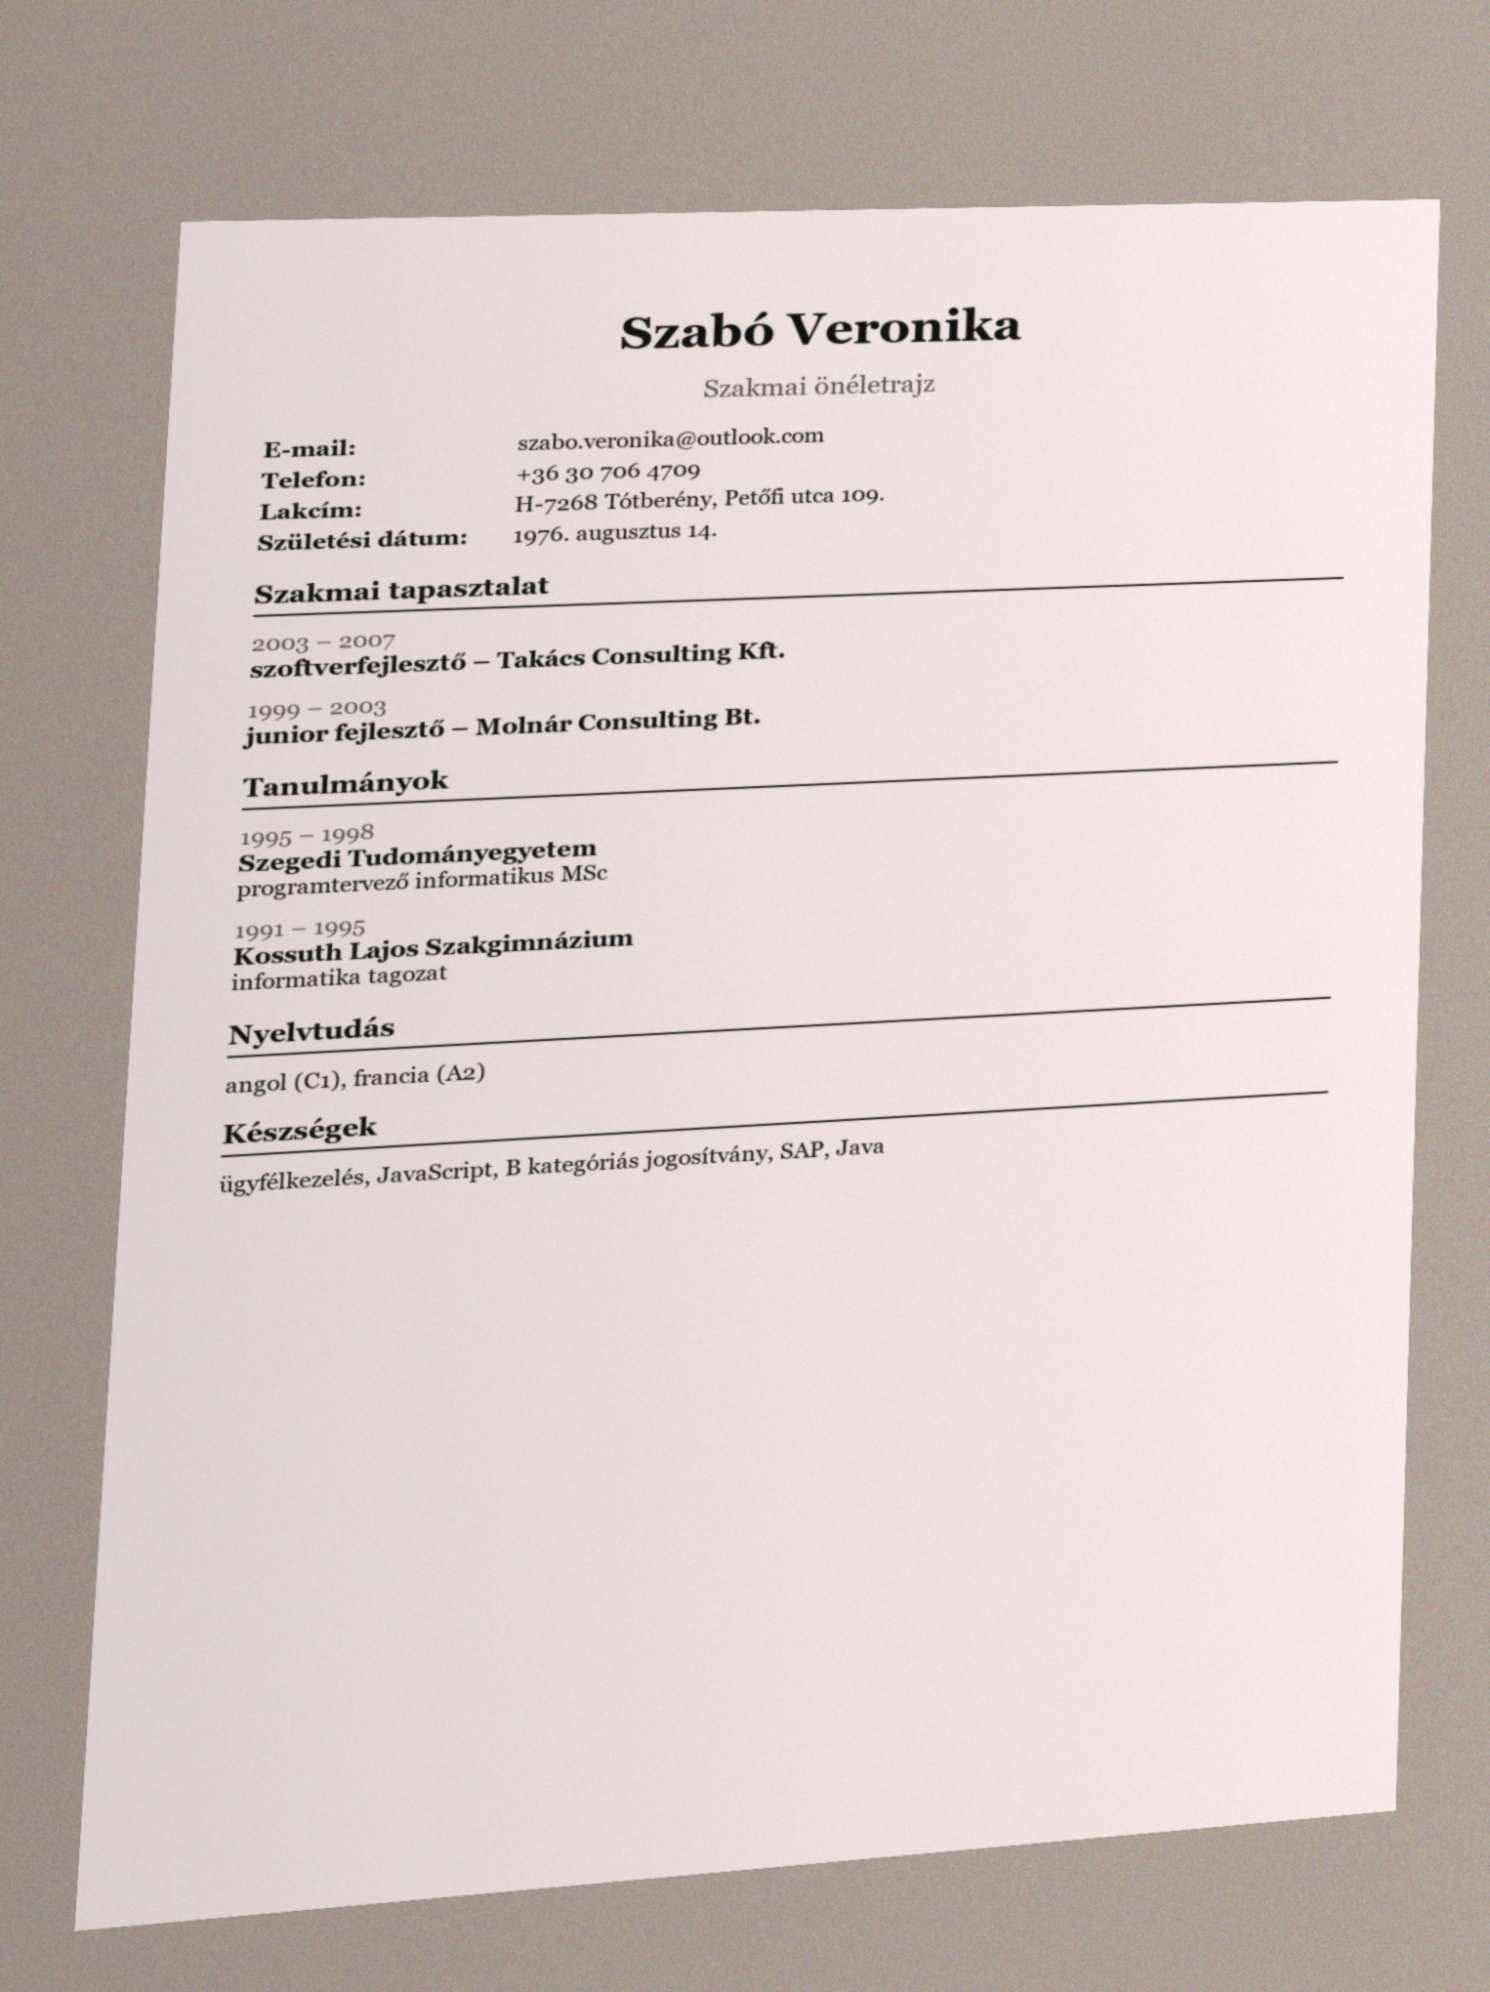 Szabó Veronika
Szakmai önéletrajz
E-mail: szabo.veronika@outlook.com
Telefon: +36 30 706 4709
Lakcím: H-7268 Tótberény, Petőfi utca 109.
Születési dátum: 1976. augusztus 14.
Szakmai tapasztalat
2003 – 2007
szoftverfejlesztő – Takács Consulting Kft.
1999 – 2003
junior fejlesztő – Molnár Consulting Bt.
Tanulmányok
1995 – 1998
Szegedi Tudományegyetem
programtervező informatikus MSc
1991 – 1995
Kossuth Lajos Szakgimnázium
informatika tagozat
Nyelvtudás
angol (C1), francia (A2)
Készségek
ügyfélkezelés, JavaScript, B kategóriás jogosítvány, SAP, Java